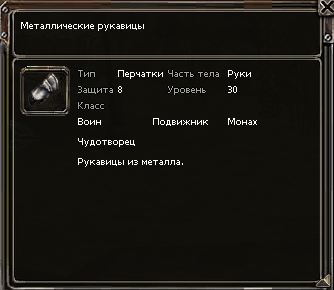 Металлические рукавицы
Тип Перчатки Часть тела Руки
Защита 8 Уровень 30
Класс
Воин Подвижник Монах
Чудотворец
Рукавицы из металла.